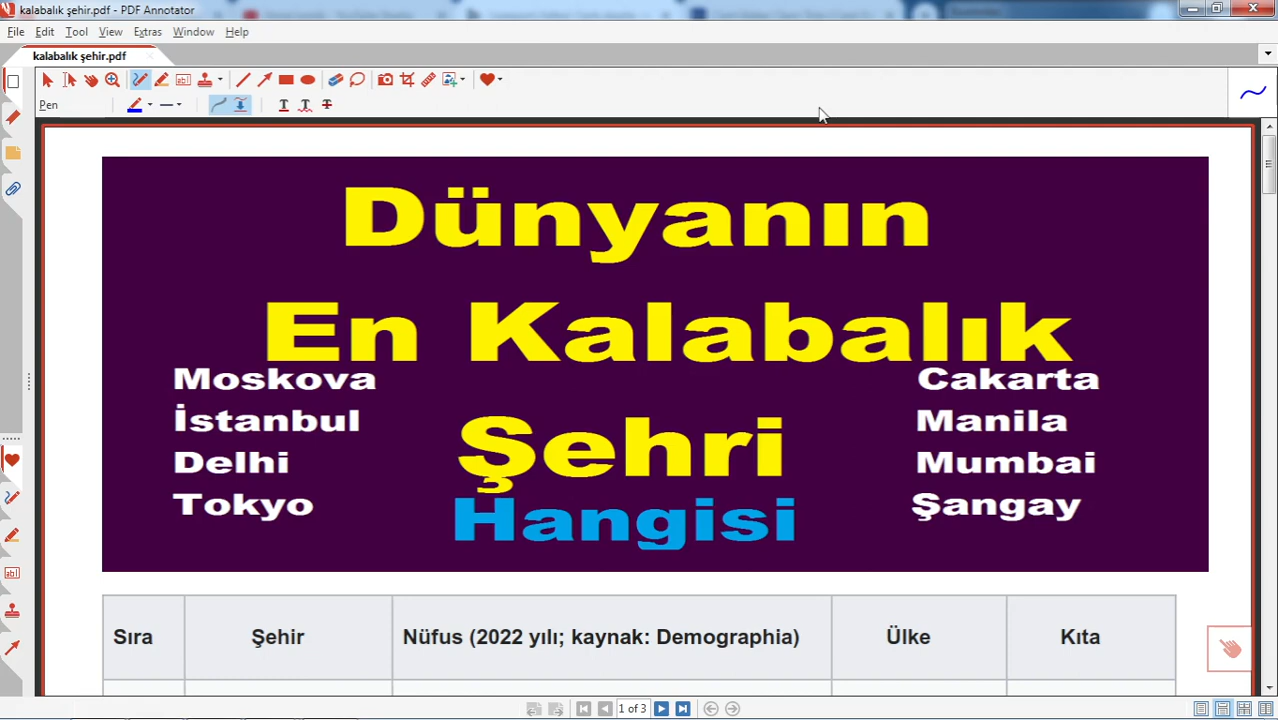 kalabalık şehir.pdf - PDF Annotator
File Edit Tool View Extras Window Help
kalabalık şehir.pdf
Pen
Dünyanın
En Kalabalık
Moskova
İstanbul
Delhi
Tokyo
Şehri
Hangisi
Cakarta
Manila
Mumbai
Şangay
Sıra Şehir Nüfus (2022 yılı; kaynak: Demographia) Ülke Kıta
1 of 3